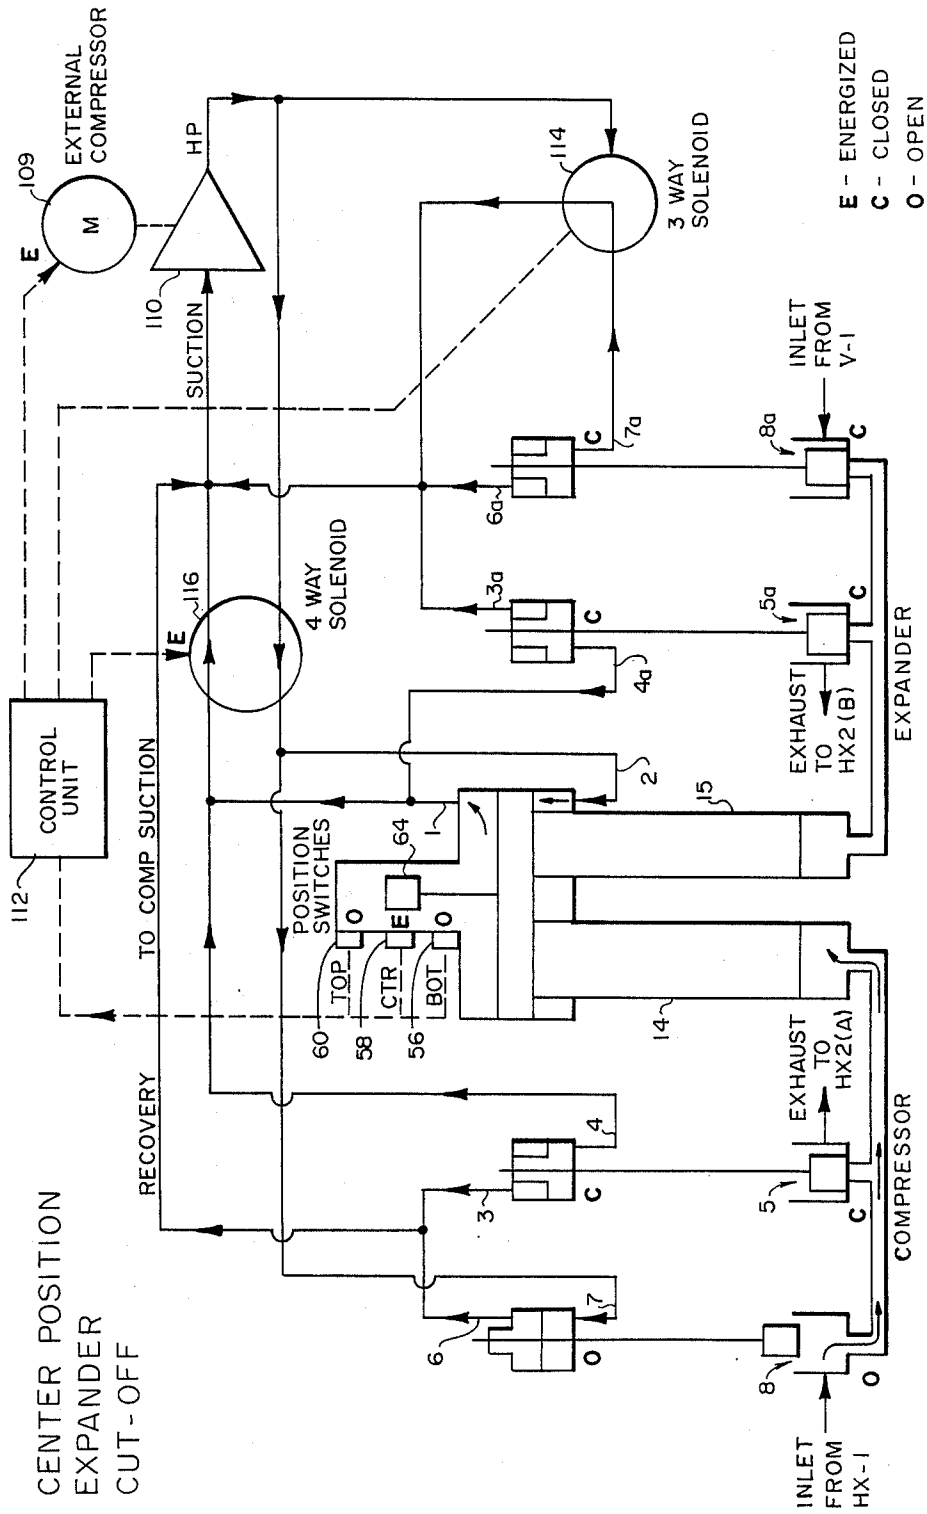 CENTER POSITION
EXPANDER
CUT-OFF
112
CONTROL
UNIT
E
109
M
EXTERNAL
COMPRESSOR
RECOVERY
TO COMP SUCTION
E
116
4 WAY
SOLENOID
SUCTION
110
HP
POSITION
SWITCHES
60
TOP
O
58
CTR
E
56
BOT
O
64
1
2
114
3 WAY
SOLENOID
6
7
O
3
4
C
3a
4a
C
6a
7a
C
14
15
8
O
INLET
FROM
HX-1
5
C
EXHAUST
TO
HX2(A)
COMPRESSOR
5a
C
EXHAUST
TO
HX2(B)
EXPANDER
8a
C
INLET
FROM
V-1
E - ENERGIZED
C - CLOSED
O - OPEN